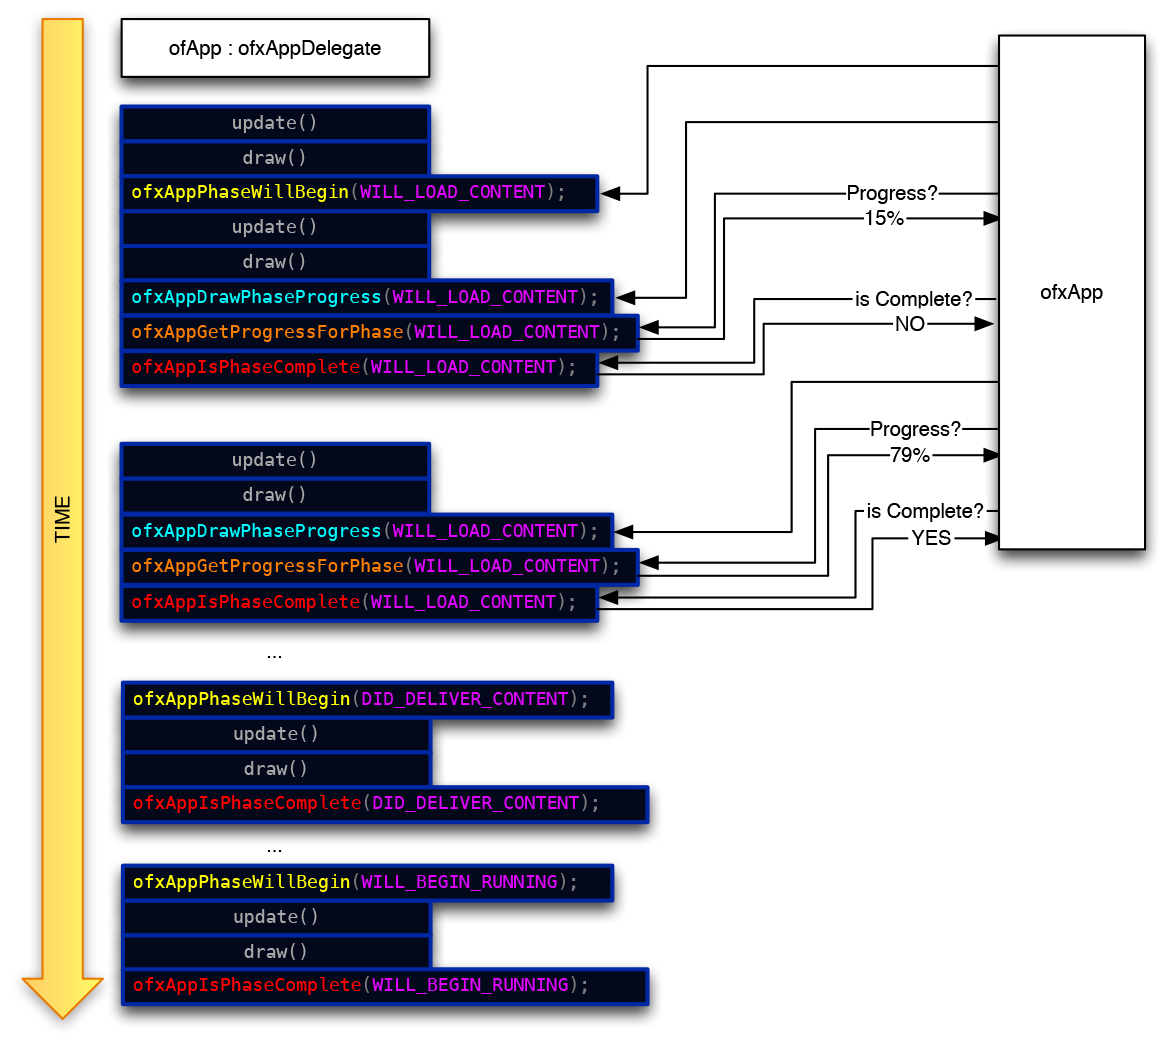 ofApp : ofxAppDelegate
update()
draw()
ofxAppPhaseWillBegin(WILL_LOAD_CONTENT);
Progress?
15%
update()
draw()
ofxAppDrawPhaseProgress(WILL_LOAD_CONTENT);
is Complete?
ofxApp
ofxAppGetProgressForPhase(WILL_LOAD_CONTENT);
NO
ofxAppIsPhaseComplete(WILL_LOAD_CONTENT);
Progress?
79%
update()
draw()
is Complete?
TIME
ofxAppDrawPhaseProgress(WILL_LOAD_CONTENT);
YES
ofxAppGetProgressForPhase(WILL_LOAD_CONTENT);
ofxAppIsPhaseComplete(WILL_LOAD_CONTENT);
...
ofxAppPhaseWillBegin(DID_DELIVER_CONTENT);
update()
draw()
ofxAppIsPhaseComplete(DID_DELIVER_CONTENT);
...
ofxAppPhaseWillBegin(WILL_BEGIN_RUNNING);
update()
draw()
ofxAppIsPhaseComplete(WILL_BEGIN_RUNNING);